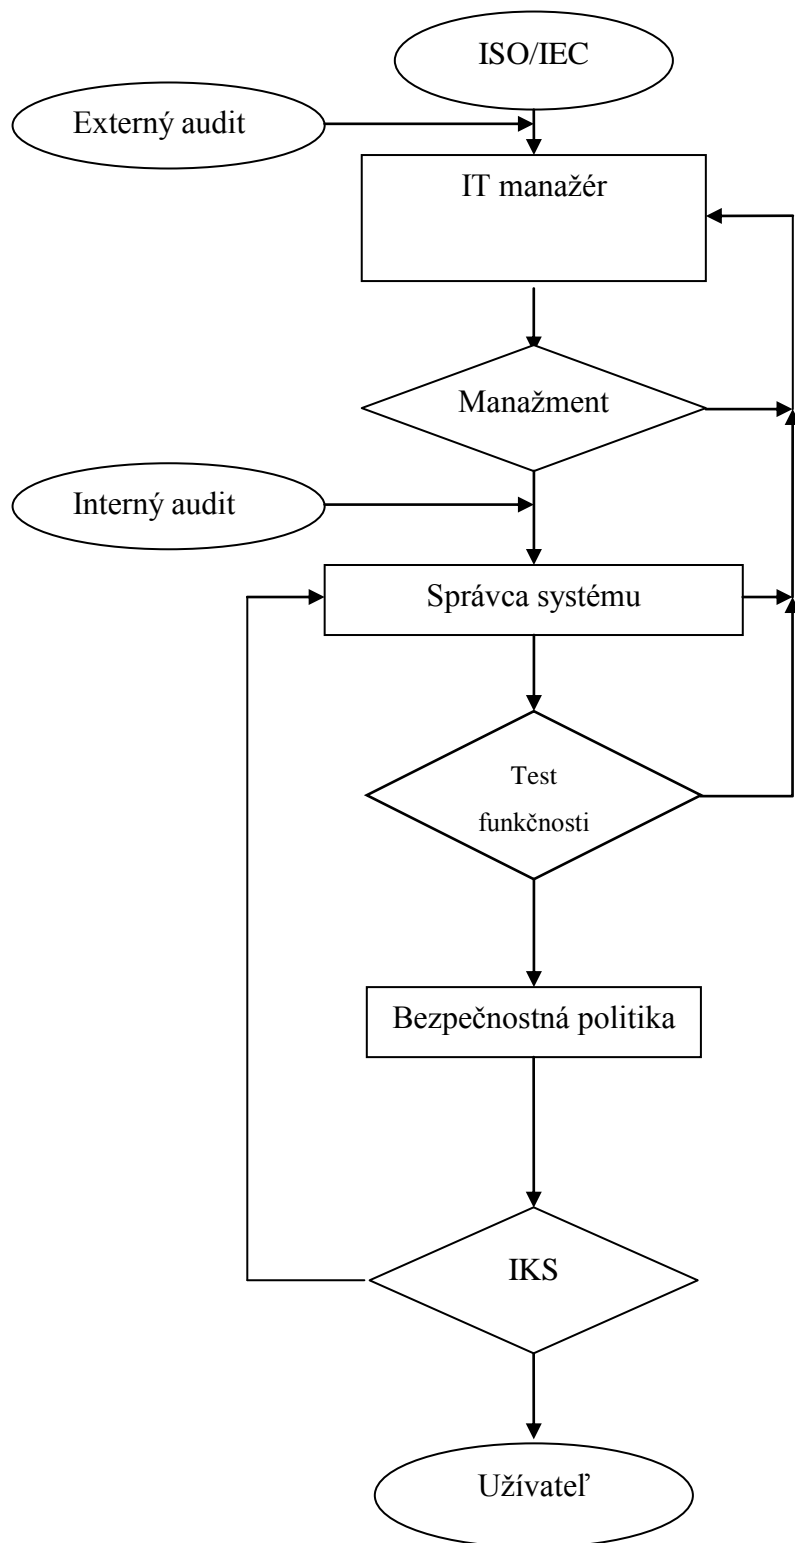 ISO/IEC
Externý audit
IT manažér
Manažment
Interný audit
Správca systému
Test
funkčnosti
Bezpečnostná politika
IKS
Užívateľ